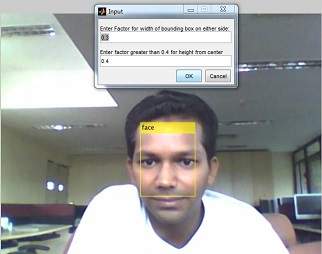 Input
Enter Factor for width of bounding box on either side:
0.3
Enter factor greater than 0.4 for height from center
0.4
OK Cancel
face